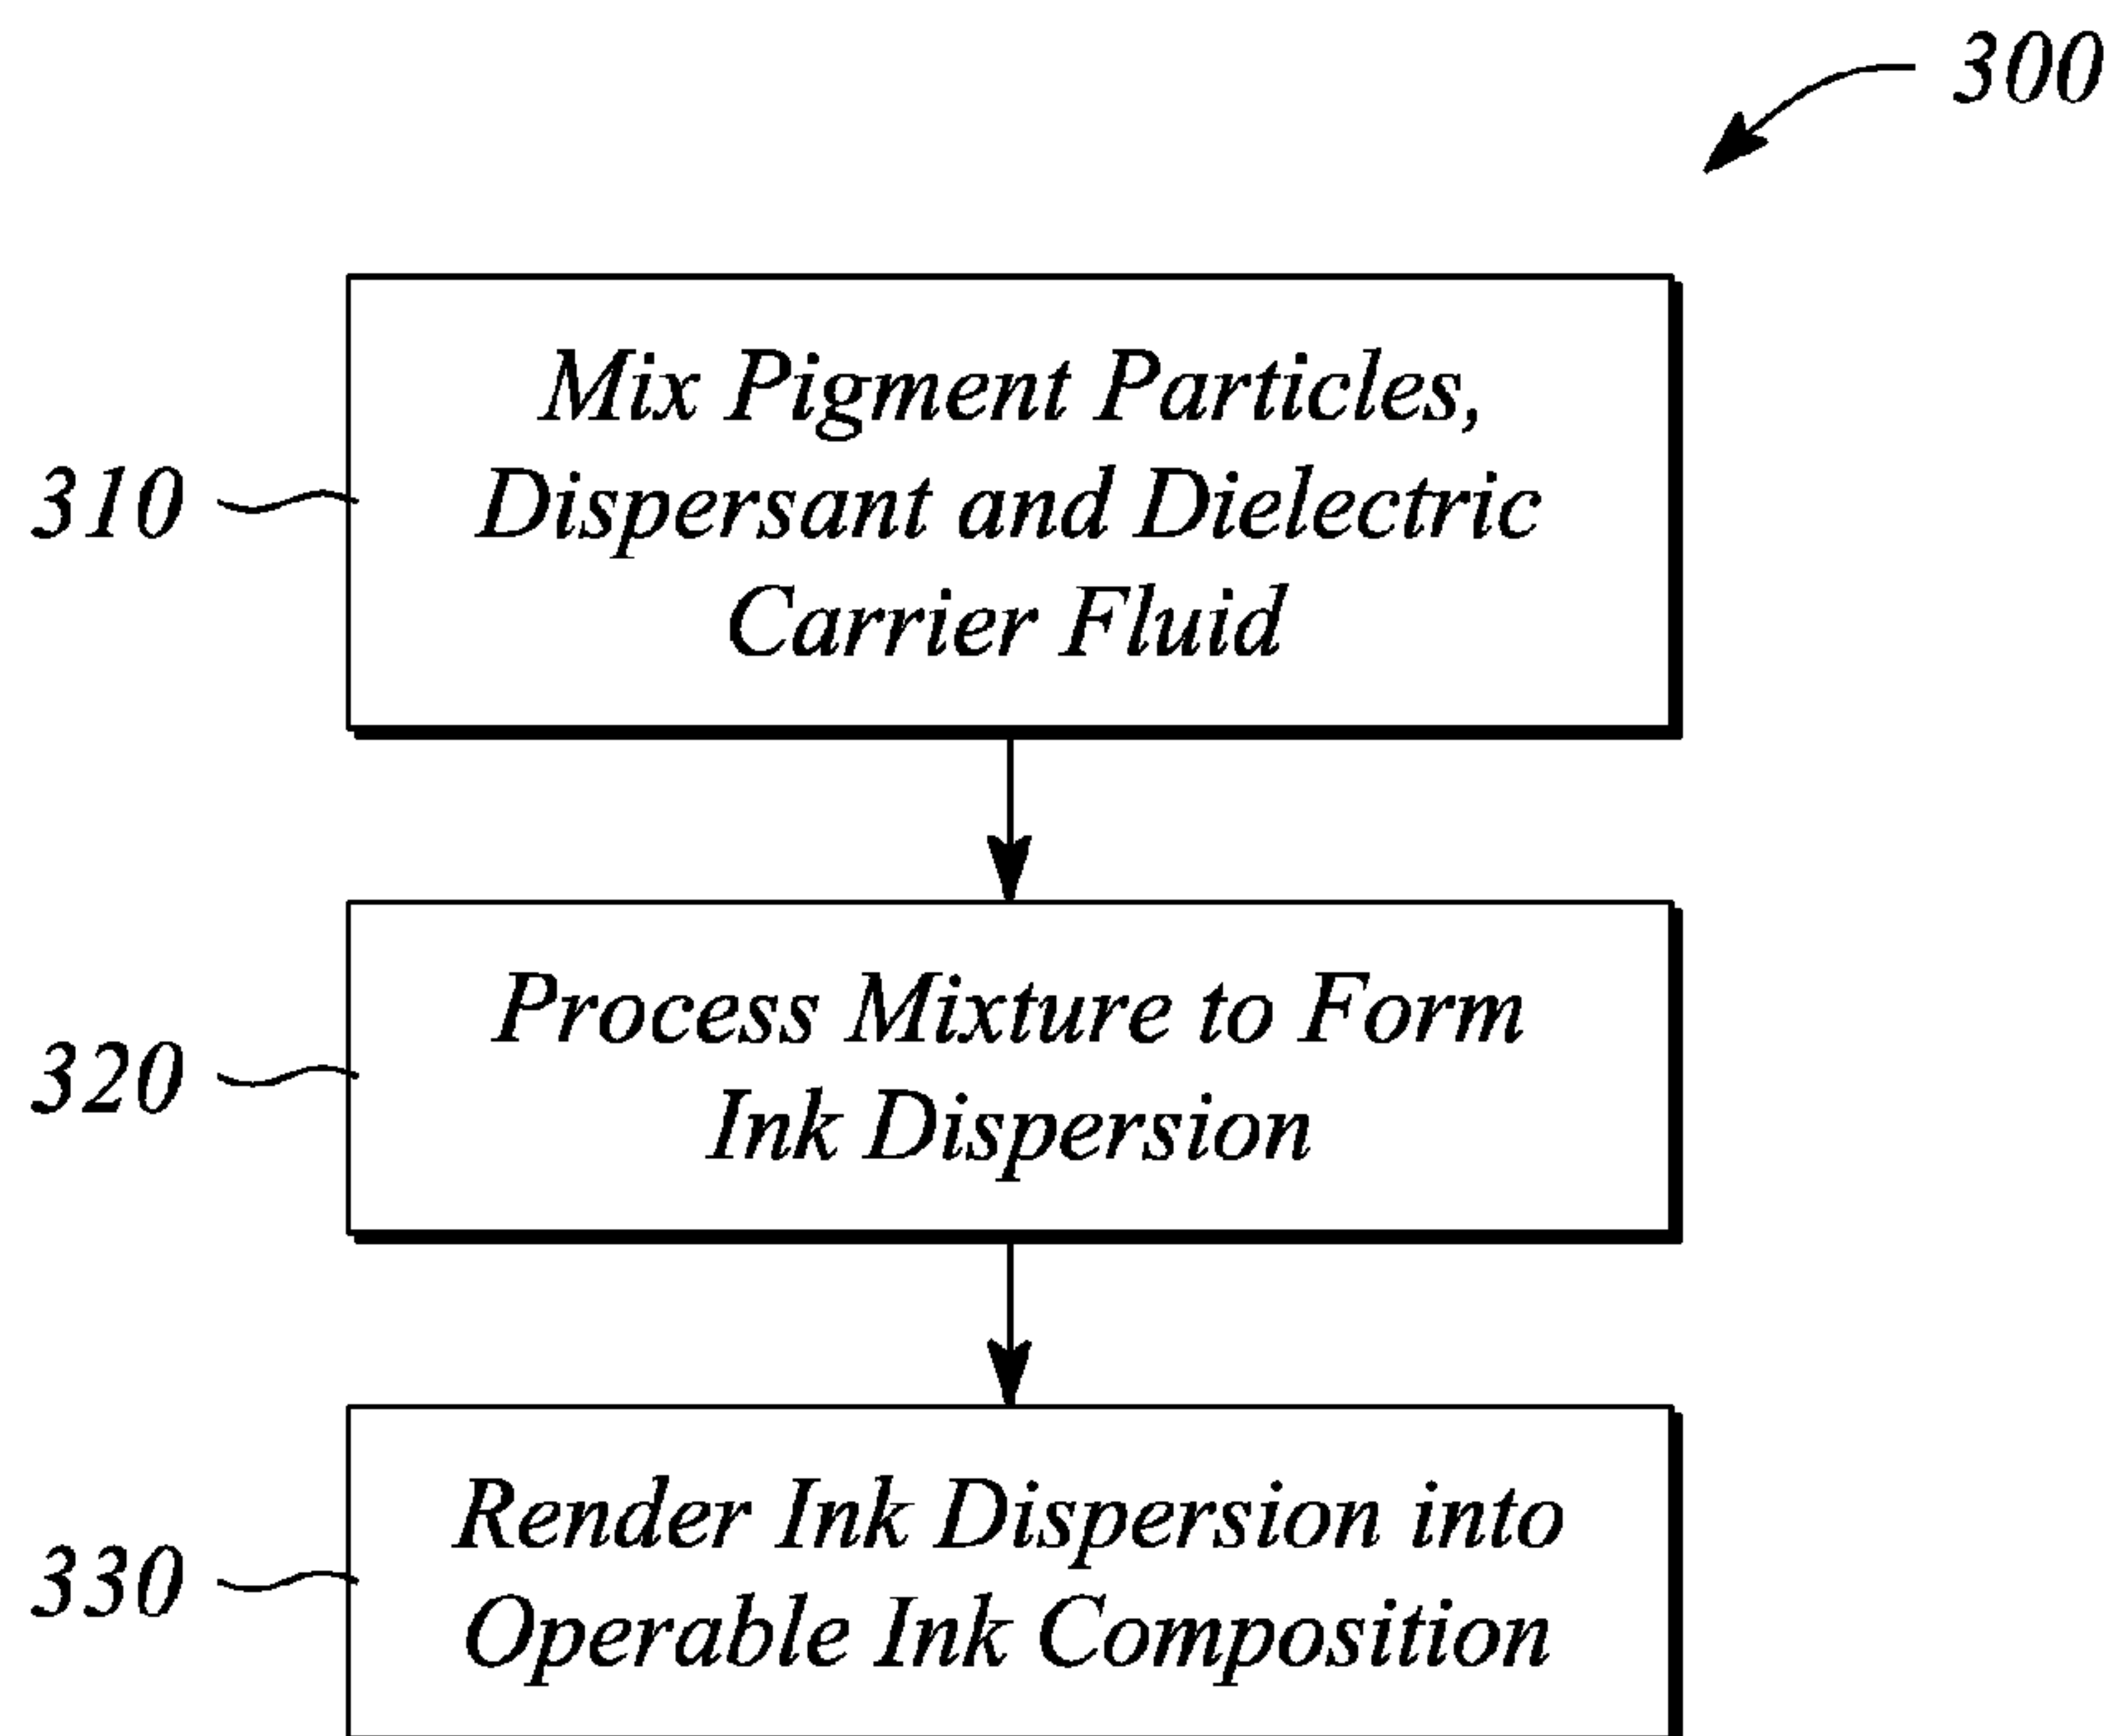 300
Mix Pigment Particles,
310
Dispersant and Dielectric
Carrier Fluid
Process Mixture to Form
320
Ink Dispersion
Render Ink Dispersion into
330
Operable Ink Composition